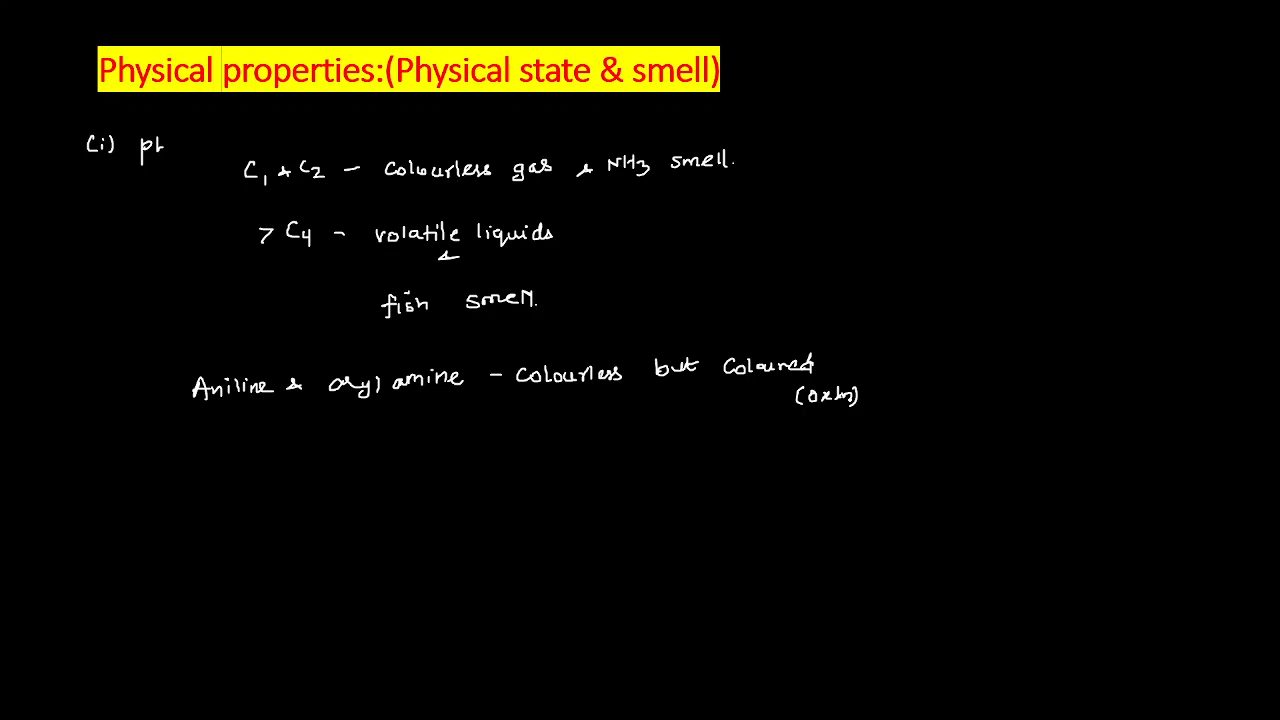 Physical properties:(Physical state & smell)
(i) ph
C₁ & C₂ - colourless gas & NH₃ smell.
> C₄ - volatile liquids
&
fish smell.
Aniline & aryl amine - colourless but coloured
(oxdn)